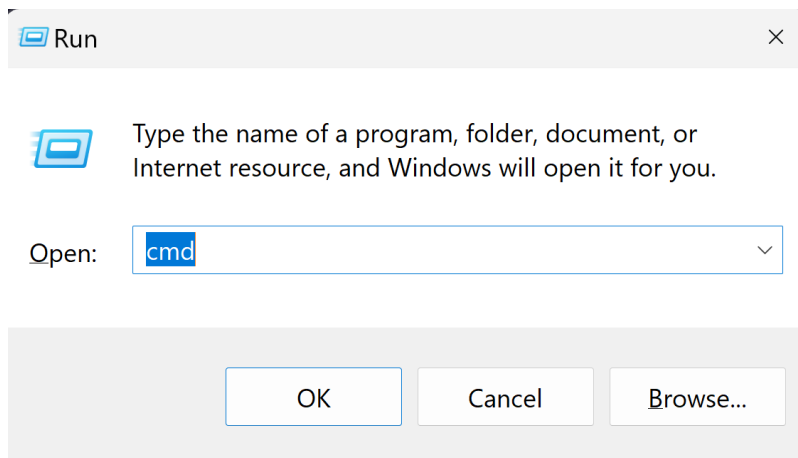 Run
Type the name of a program, folder, document, or
Internet resource, and Windows will open it for you.
Open: cmd
OK Cancel Browse...